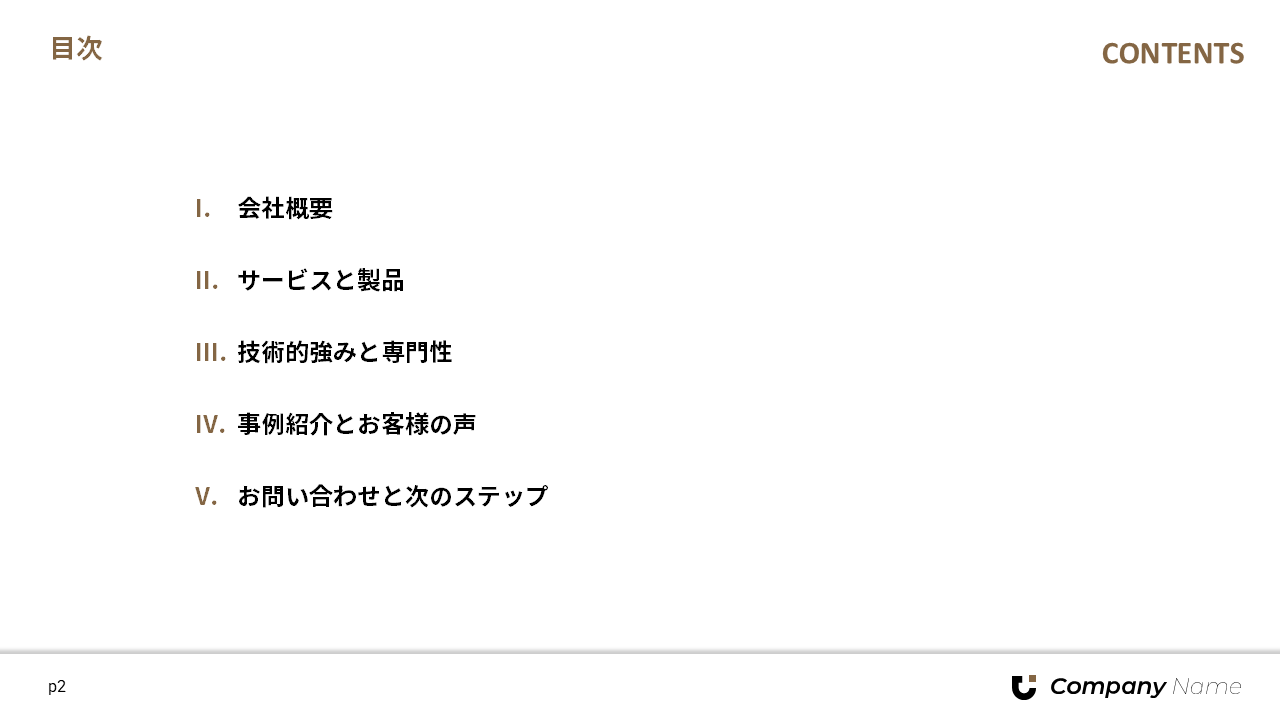 目次
CONTENTS
I. 会社概要
II. サービスと製品
III. 技術的強みと専門性
IV. 事例紹介とお客様の声
V. お問い合わせと次のステップ
p2
Company Name